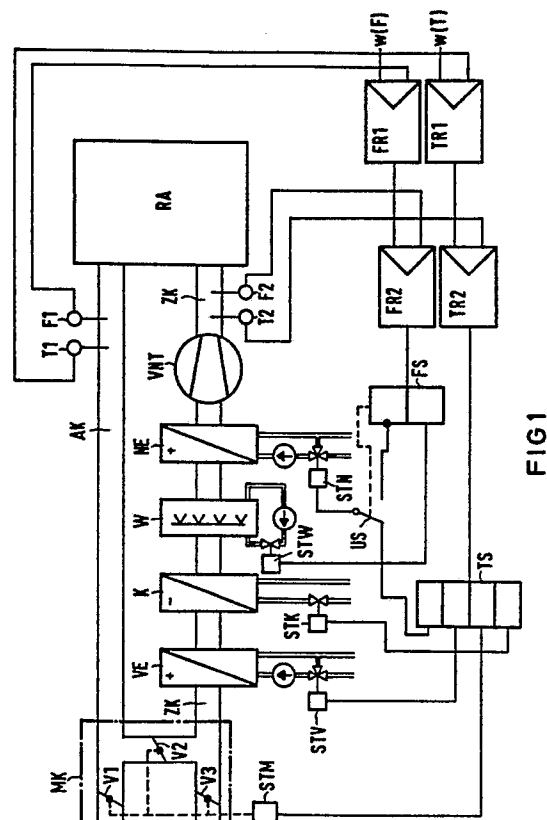 w(F)
w(T)
FR1
TR1
RA
F1
T1
ZK
F2
T2
FR2
TR2
VNT
AK
FS
NE
STN
US
W
STW
TS
K
STK
VE
STV
ZK
MK
V1
V2
V3
STM
+
-
+
FIG1